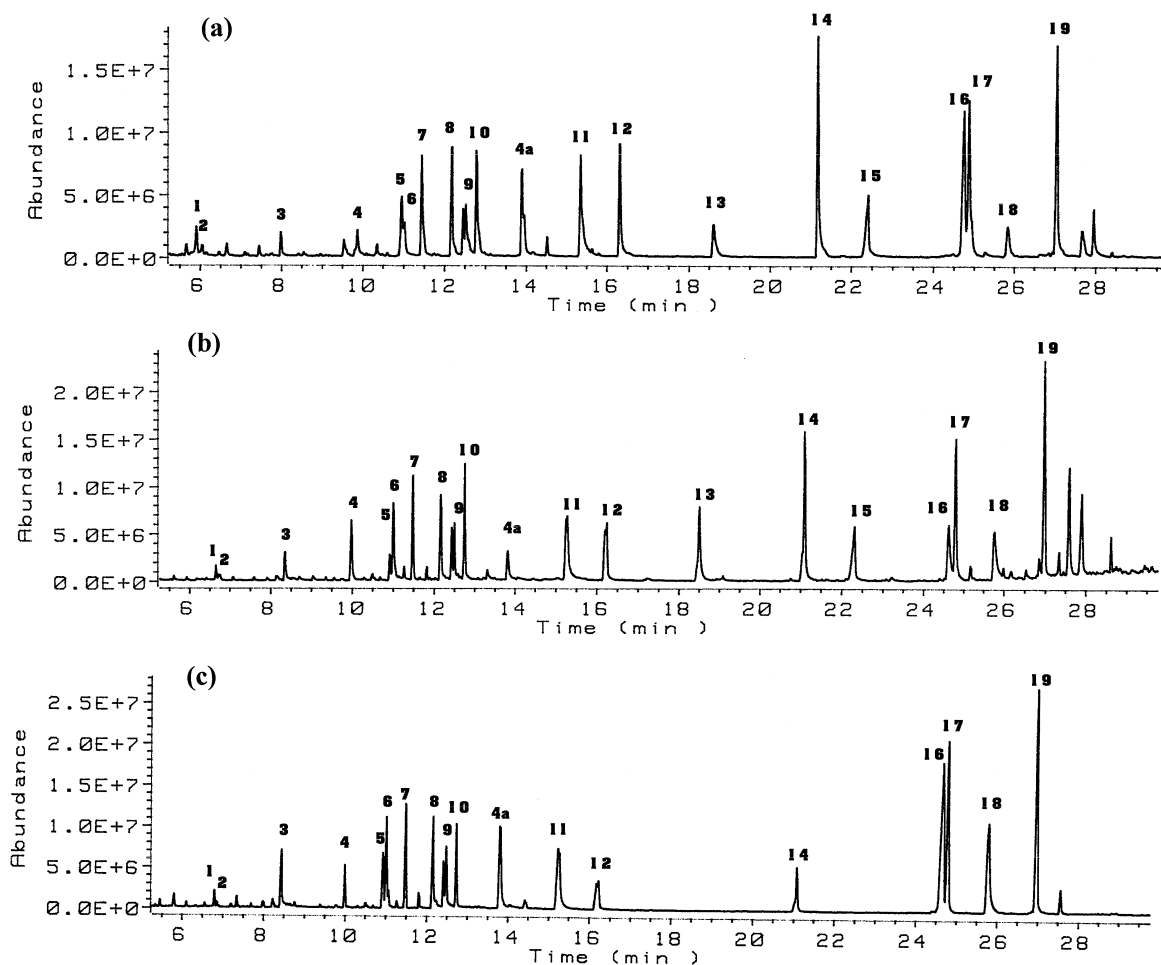 (a)
Abundance
1.5E+7
1.0E+7
5.0E+6
0.0E+0
1 2 3 4 5 6 7 8 9 10 4a 11 12 13 14 15 16 17 18 19
6 8 10 12 14 16 18 20 22 24 26 28
Time (min )
(b)
Abundance
2.0E+7
1.5E+7
1.0E+7
5.0E+6
0.0E+0
1 2 3 4 5 6 7 8 9 10 4a 11 12 13 14 15 16 17 18 19
6 8 10 12 14 16 18 20 22 24 26 28
Time (min )
(c)
Abundance
2.5E+7
2.0E+7
1.5E+7
1.0E+7
5.0E+6
0.0E+0
1 2 3 4 5 6 7 8 9 10 4a 11 12 14 16 17 18 19
6 8 10 12 14 16 18 20 22 24 26 28
Time (min )